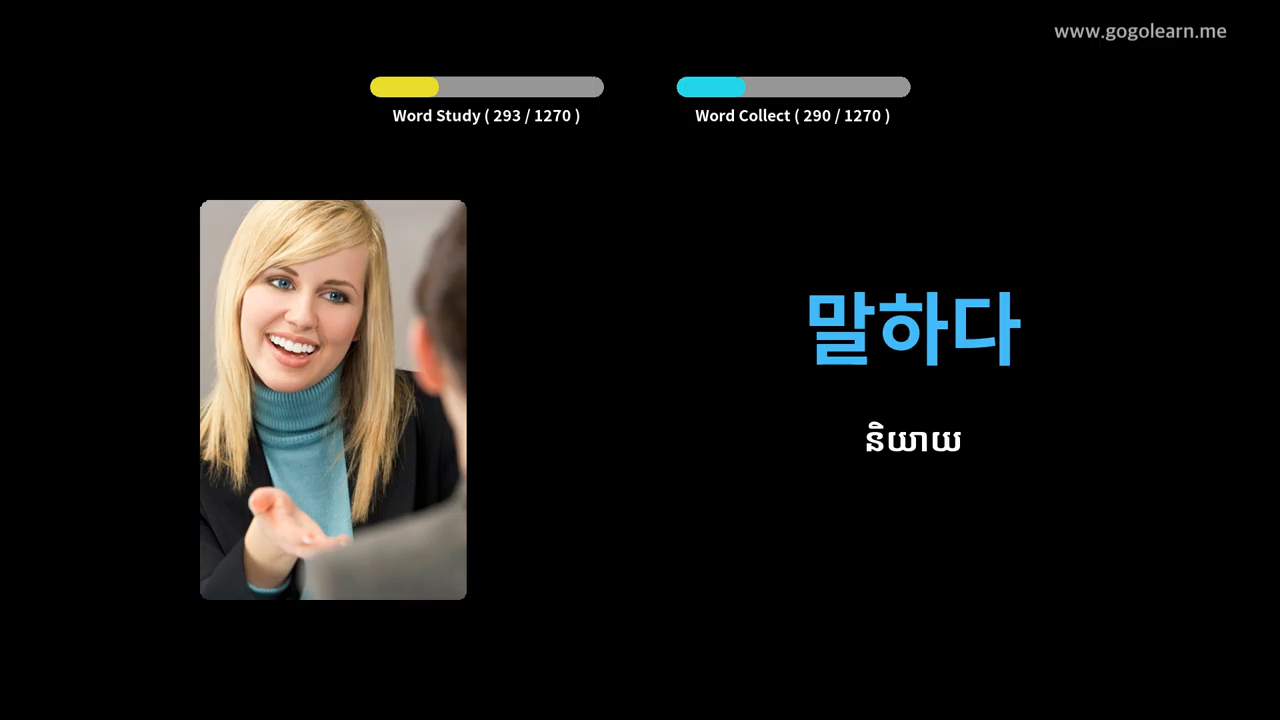 www.gogolearn.me
Word Study ( 293 / 1270 )
Word Collect ( 290 / 1270 )
말하다
និយាយ